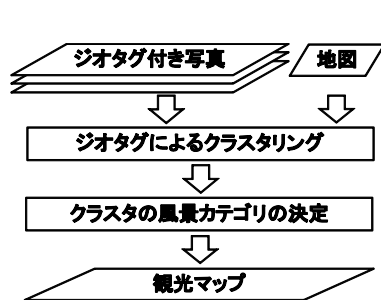 ジオタグ付き写真
地図
ジオタグによるクラスタリング
クラスタの風景カテゴリの決定
観光マップ